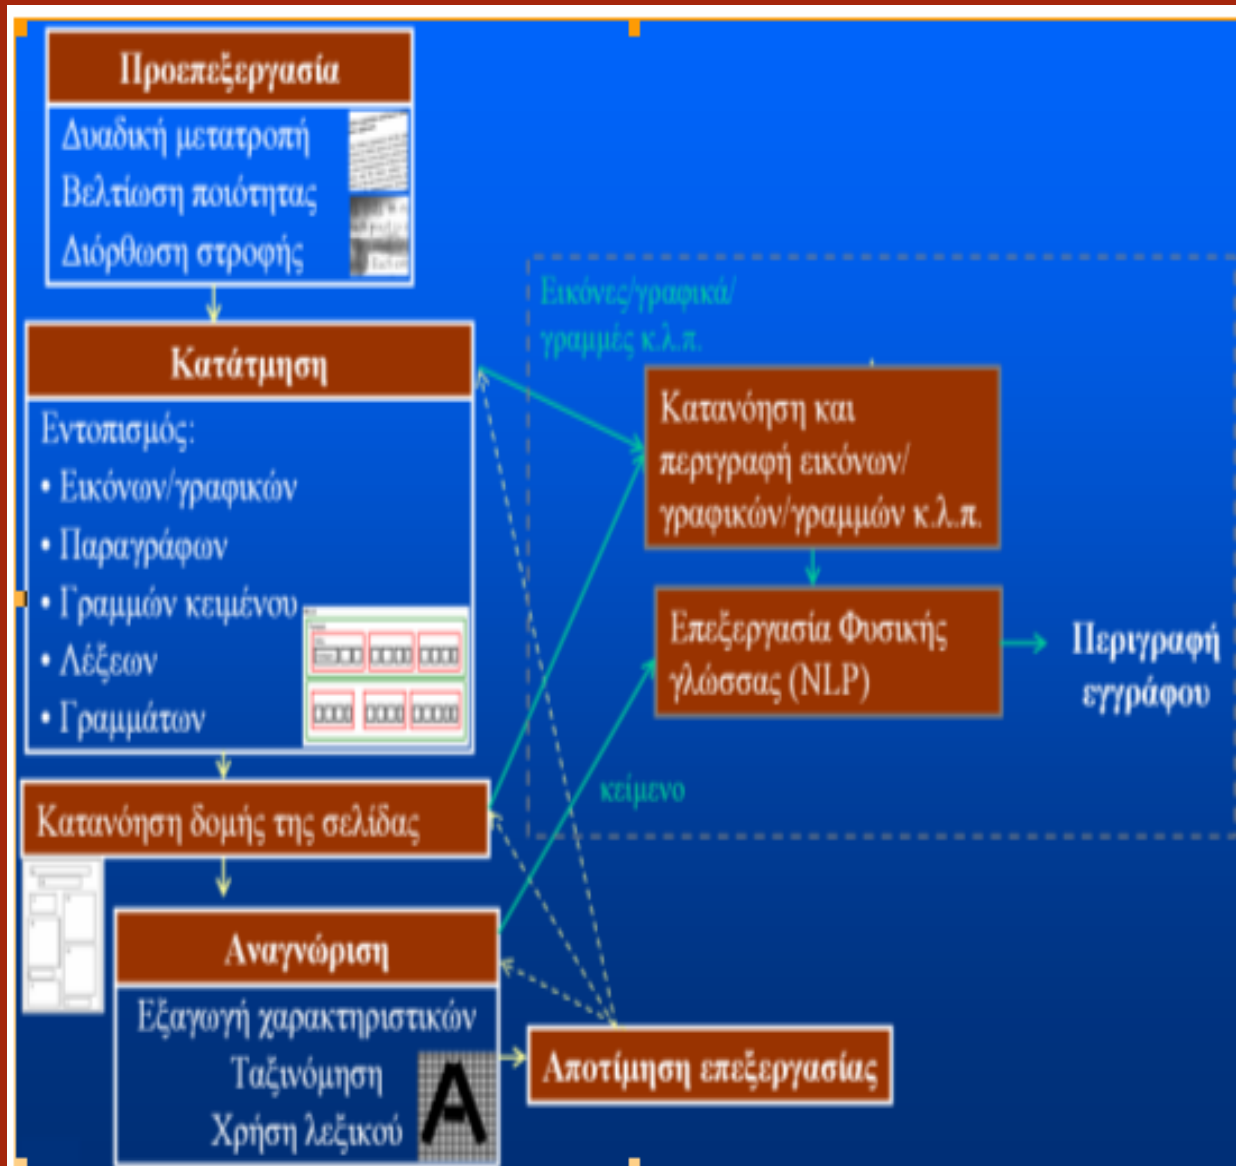 Προεπεξεργασία
Δυαδική μετατροπή
Βελτίωση ποιότητας
Διόρθωση στροφής
Κατάτμηση
Εντοπισμός:
• Εικόνων/γραφικών
• Παραγράφων
• Γραμμών κειμένου
• Λέξεων
• Γραμμάτων
Κατανόηση δομής της σελίδας
Αναγνώριση
Εξαγωγή χαρακτηριστικών
Ταξινόμηση
Χρήση λεξικού
A
Αποτίμηση επεξεργασίας
Εικόνες/γραφικά/
γραμμές κ.λ.π.
Κατανόηση και
περιγραφή εικόνων/
γραφικών/γραμμών κ.λ.π.
Επεξεργασία Φυσικής
γλώσσας (NLP)
κείμενο
Περιγραφή
εγγράφου